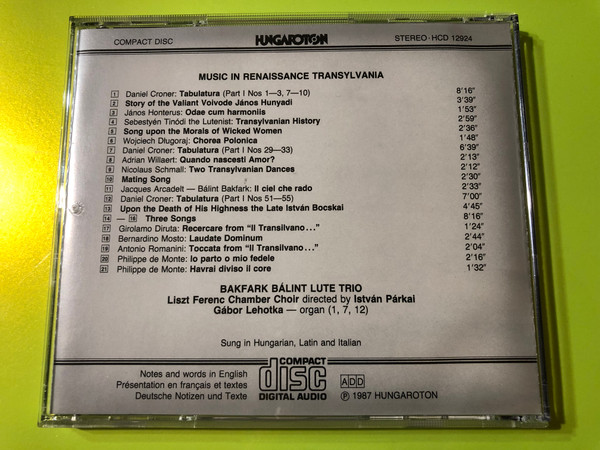 COMPACT DISC HUNGAROTON STEREO·HCD 12924
MUSIC IN RENAISSANCE TRANSYLVANIA
1 Daniel Croner: Tabulatura (Part I Nos 1—3, 7—10) 8'16"
2 Story of the Valiant Voivode János Hunyadi 3'39"
3 János Honterus: Odae cum harmoniis 1'53"
4 Sebestyén Tinódi the Lutenist: Transylvanian History 2'59"
5 Song upon the Morals of Wicked Women 2'36"
6 Wojciech Długoraj: Chorea Polonica 1'48"
7 Daniel Croner: Tabulatura (Part I Nos 29—33) 6'39"
8 Adrian Willaert: Quando nascesti Amor? 2'13"
9 Nicolaus Schmall: Two Transylvanian Dances 2'12"
10 Mating Song 2'30"
11 Jacques Arcadelt — Bálint Bakfark: Il ciel che rado 2'33"
12 Daniel Croner: Tabulatura (Part I Nos 51—55) 7'00"
13 Upon the Death of His Highness the Late István Bocskai 4'45"
14 — 16 Three Songs 8'16"
17 Girolamo Diruta: Recercare from "Il Transilvano..." 1'24"
18 Bernardino Mosto: Laudate Dominum 2'44"
19 Antonio Romanini: Toccata from "Il Transilvano..." 2'04"
20 Philippe de Monte: Io parto o mio fedele 2'16"
21 Philippe de Monte: Havrai diviso il core 1'32"
BAKFARK BÁLINT LUTE TRIO
Liszt Ferenc Chamber Choir directed by István Párkai
Gábor Lehotka — organ (1, 7, 12)
Sung in Hungarian, Latin and Italian
Notes and words in English
Présentation en français et textes
Deutsche Notizen und Texte
COMPACT
disc
DIGITAL AUDIO
ADD
℗ 1987 HUNGAROTON